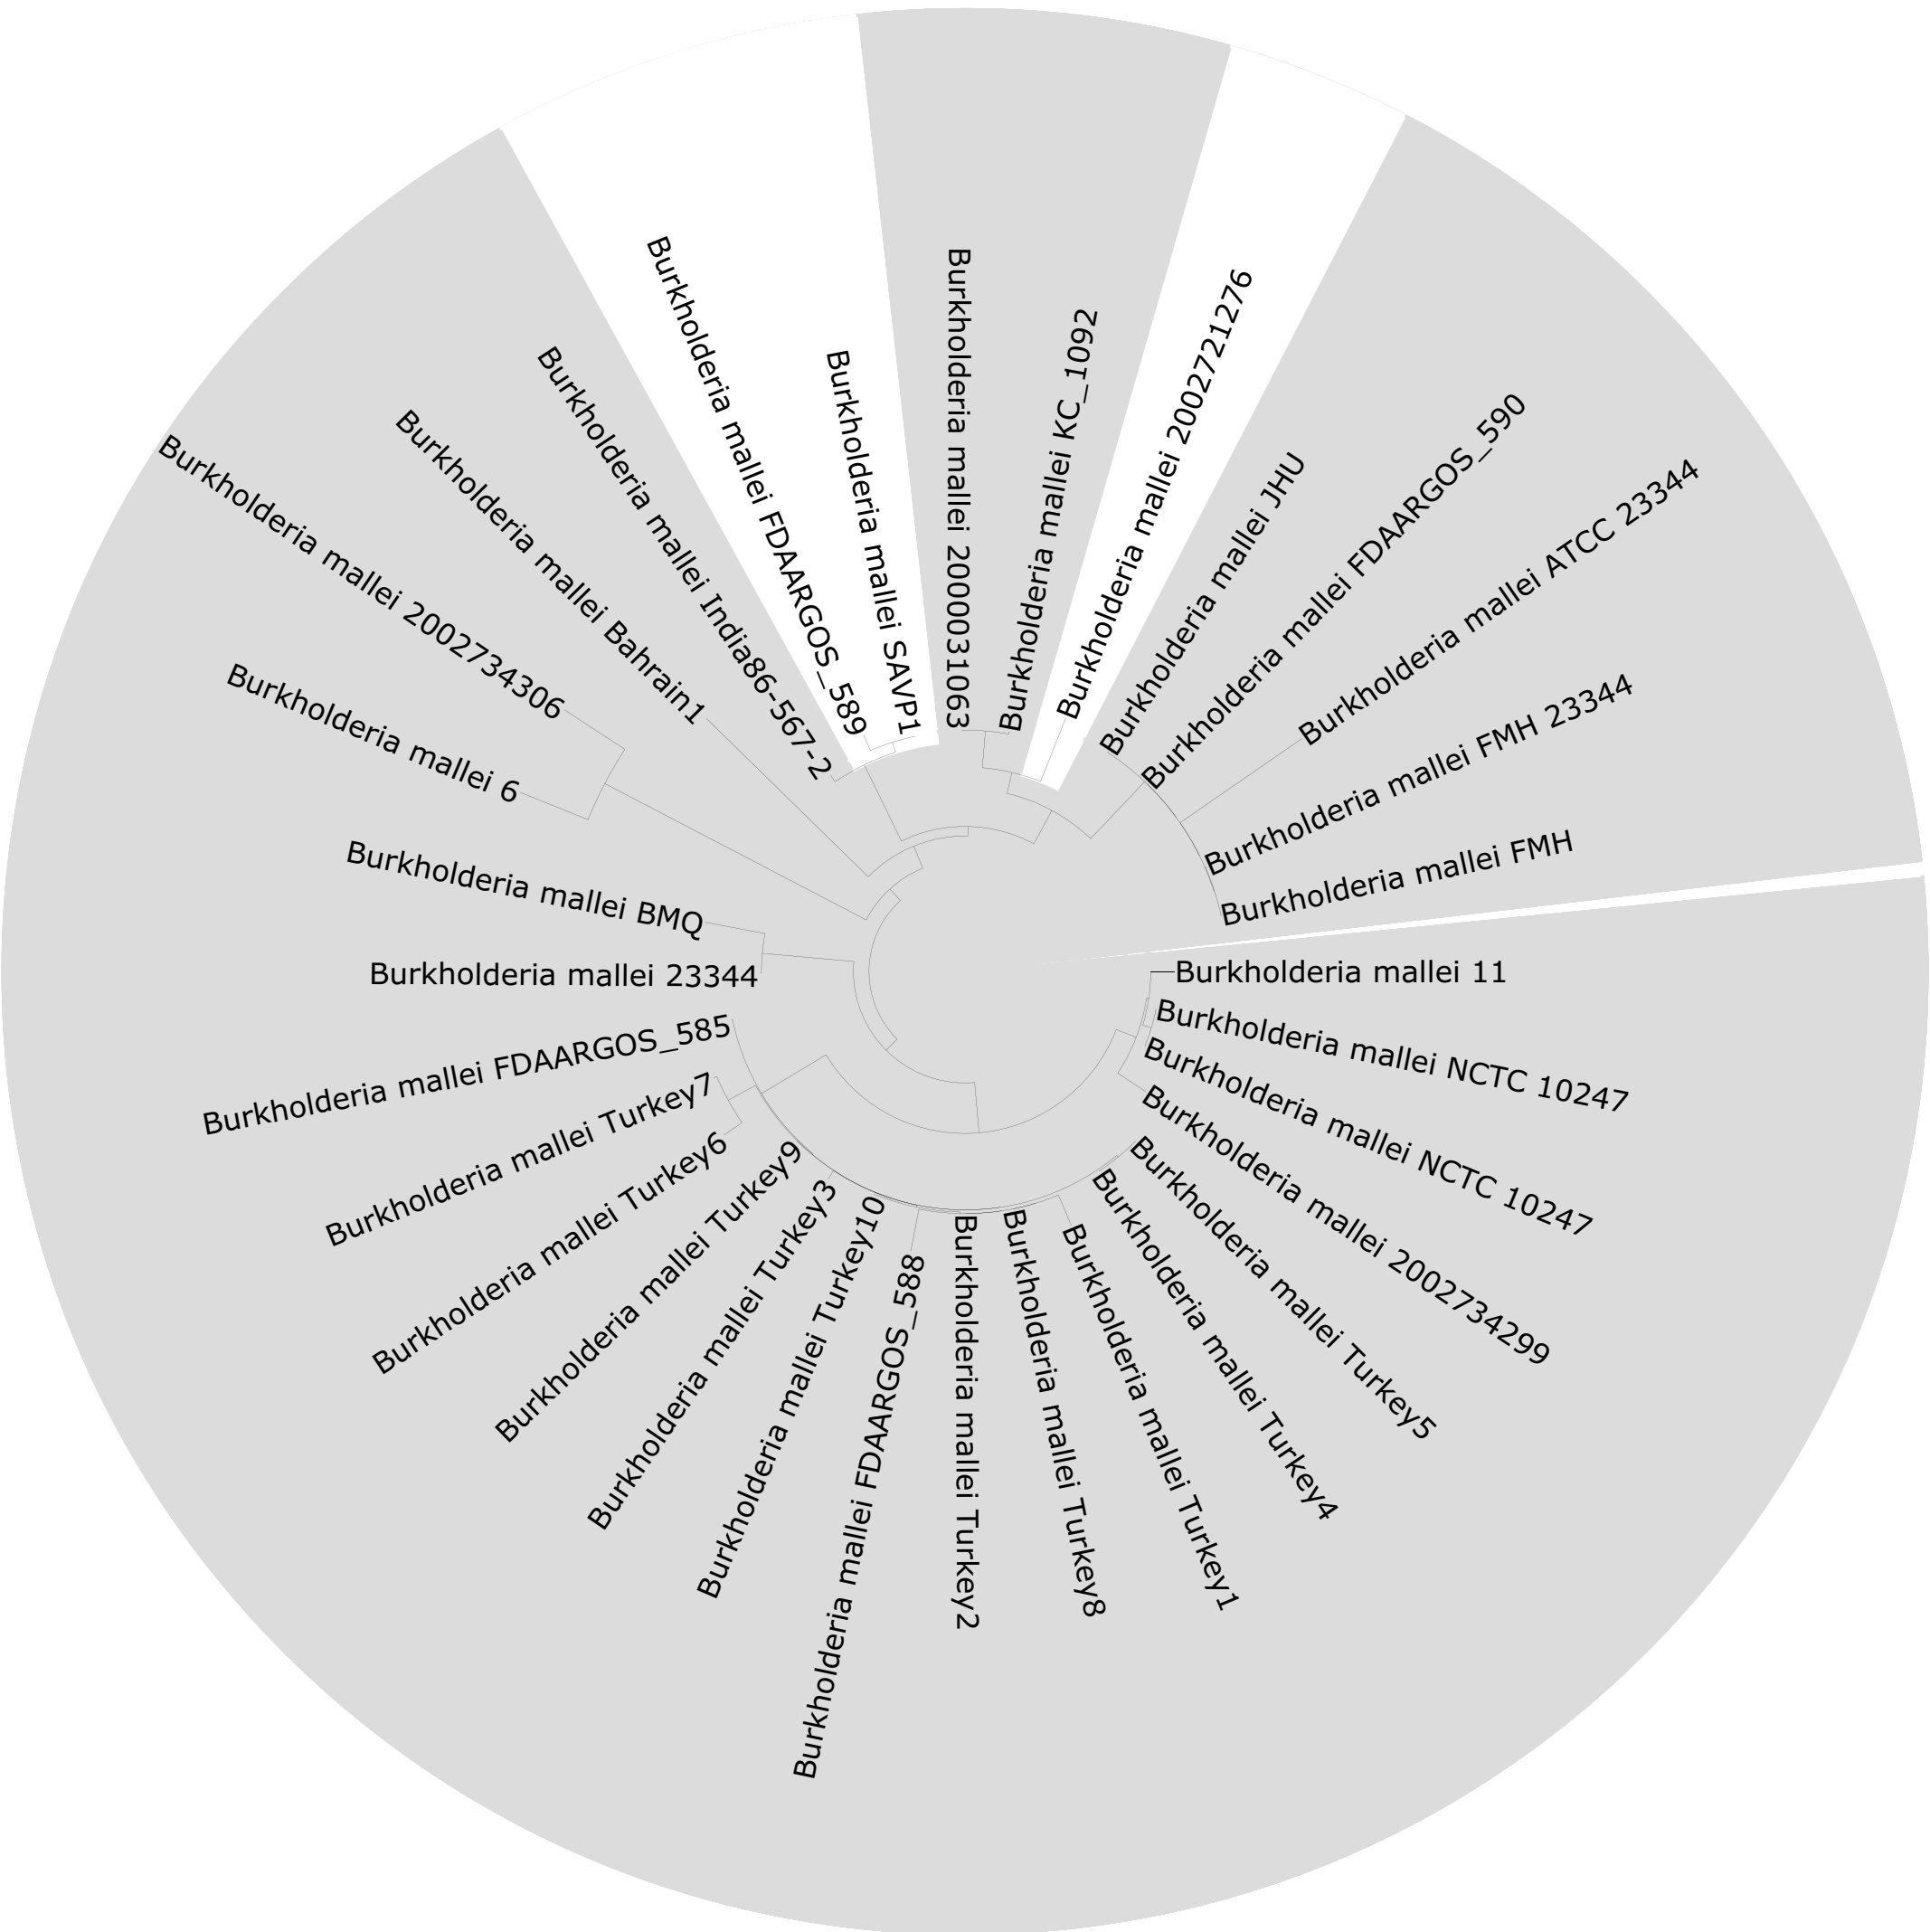 Burkholderia mallei FDAARGOS_589
Burkholderia mallei SAVP1
Burkholderia mallei 2000031063
Burkholderia mallei KC_1092
Burkholderia mallei 2002721276
Burkholderia mallei JHU
Burkholderia mallei FDAARGOS_590
Burkholderia mallei ATCC 23344
Burkholderia mallei FMH 23344
Burkholderia mallei FMH
Burkholderia mallei 11
Burkholderia mallei NCTC 10247
Burkholderia mallei NCTC 10247
Burkholderia mallei 2002734299
Burkholderia mallei Turkey5
Burkholderia mallei Turkey4
Burkholderia mallei Turkey1
Burkholderia mallei Turkey8
Burkholderia mallei Turkey2
Burkholderia mallei FDAARGOS_588
Burkholderia mallei Turkey10
Burkholderia mallei Turkey3
Burkholderia mallei Turkey9
Burkholderia mallei Turkey6
Burkholderia mallei Turkey7
Burkholderia mallei FDAARGOS_585
Burkholderia mallei 23344
Burkholderia mallei BMQ
Burkholderia mallei 6
Burkholderia mallei 2002734306
Burkholderia mallei Bahrain1
Burkholderia mallei India86-567-2